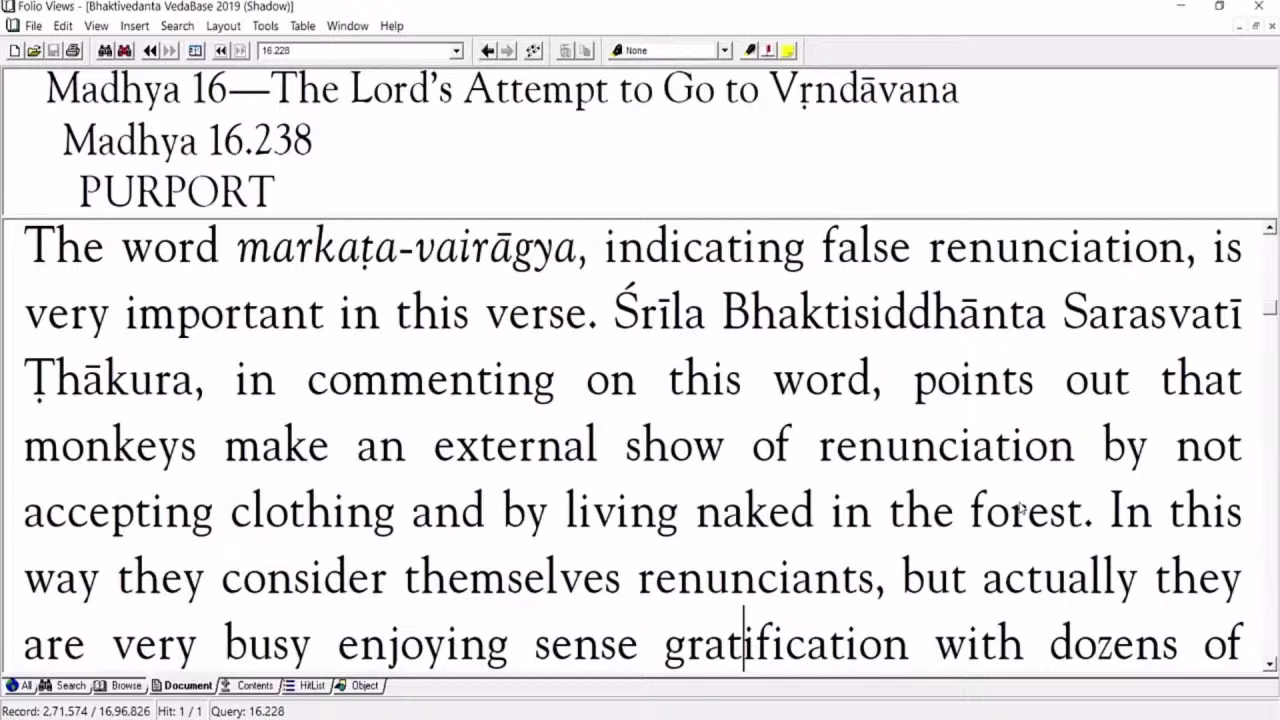 Folio Views - [Bhaktivedanta VedaBase 2019 (Shadow)]
File Edit View Insert Search Layout Tools Table Window Help
16.228 None
Madhya 16—The Lord's Attempt to Go to Vṛndāvana
Madhya 16.238
PURPORT
The word markaṭa-vairāgya, indicating false renunciation, is
very important in this verse. Śrīla Bhaktisiddhānta Sarasvatī
Ṭhākura, in commenting on this word, points out that
monkeys make an external show of renunciation by not
accepting clothing and by living naked in the forest. In this
way they consider themselves renunciants, but actually they
are very busy enjoying sense gratification with dozens of
All Search Browse Document Contents HitList Object
Record: 2,71,574 / 16,96,826 Hit: 1 / 1 Query: 16.228